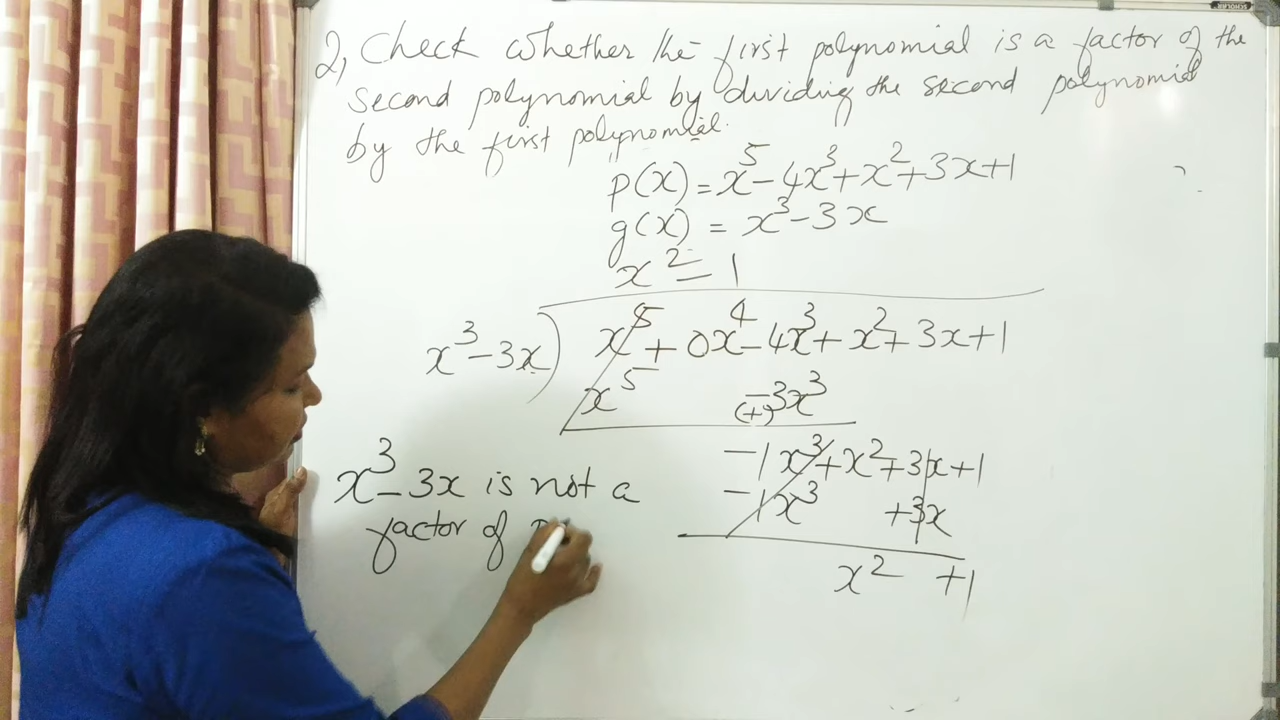 2, Check whether the first polynomial is a factor of the
second polynomial by dividing the second polynomial
by the first polynomial.
p(x) = x⁵ - 4x³ + x² + 3x + 1
g(x) = x³ - 3x
x² - 1
x³ - 3x ) x⁵ + 0x⁴ - 4x³ + x² + 3x + 1
x⁵ - 3x³
(+)
-1x³ + x² + 3x + 1
-1x³ + 3x
x² + 1
x³ - 3x is not a
factor of